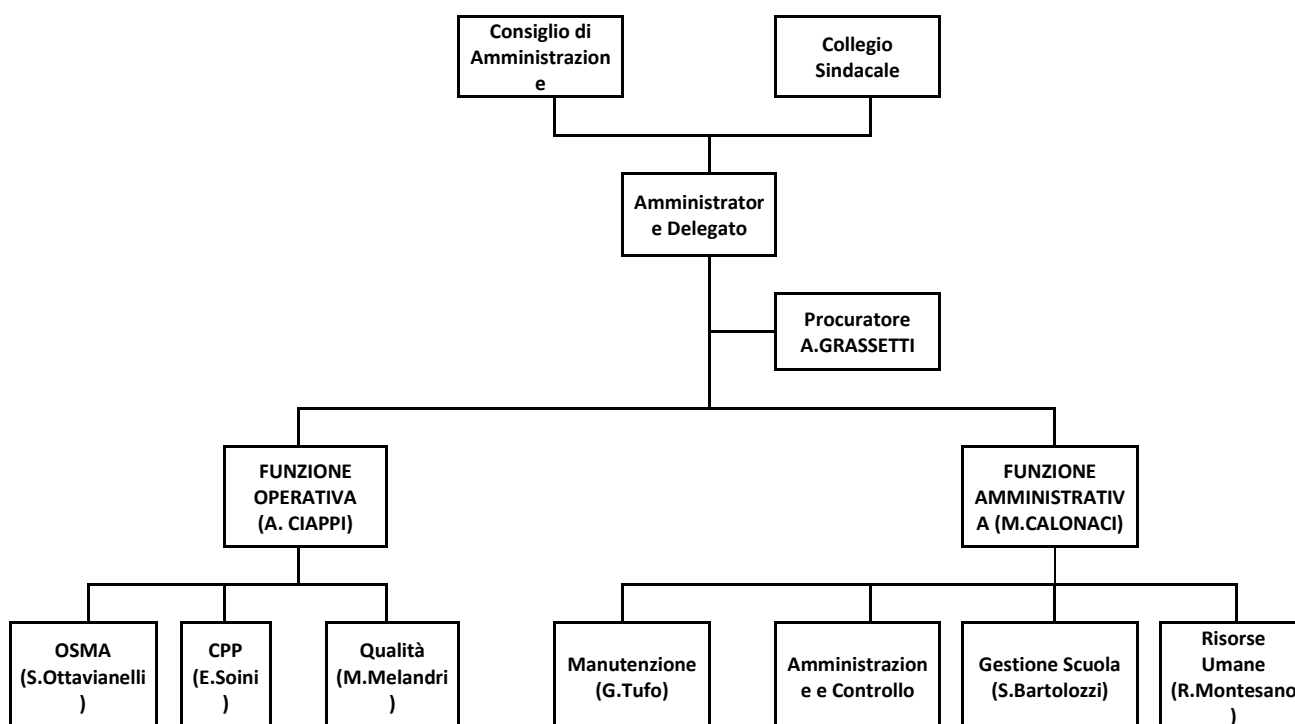 Consiglio di
Amministrazion
e
Collegio
Sindacale
Amministrator
e Delegato
Procuratore
A.GRASSETTI
FUNZIONE
OPERATIVA
(A. CIAPPI)
FUNZIONE
AMMINISTRATIV
A (M.CALONACI)
OSMA
(S.Ottavianelli
)
CPP
(E.Soini
)
Qualità
(M.Melandri
)
Manutenzione
(G.Tufo)
Amministrazion
e e Controllo
Gestione Scuola
(S.Bartolozzi)
Risorse
Umane
(R.Montesano
)